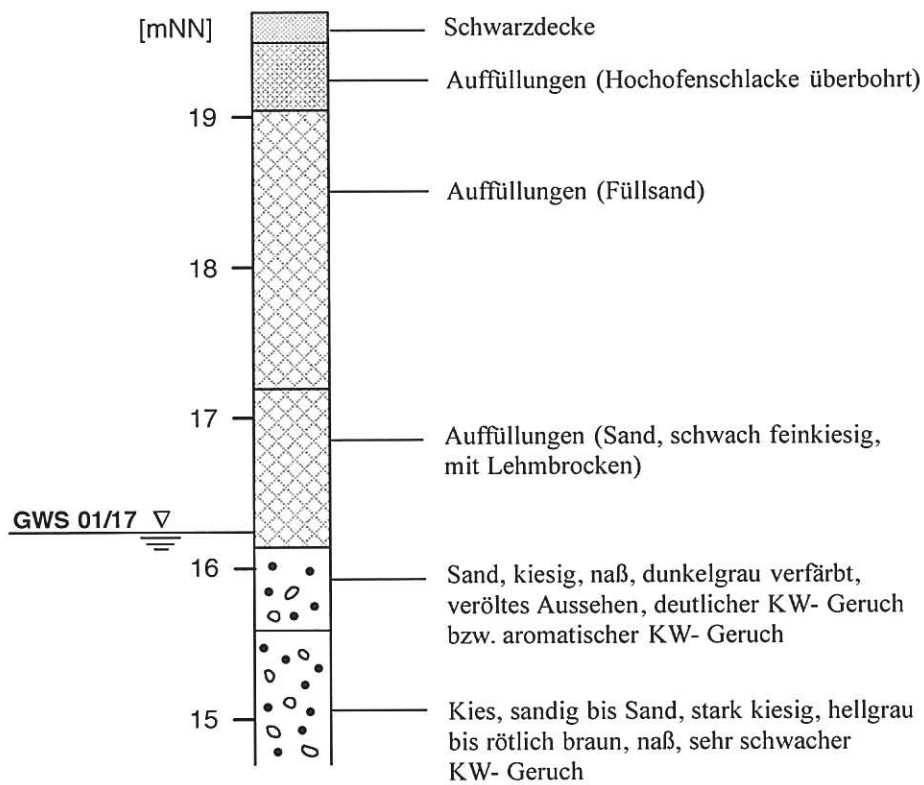 [mNN]
Schwarzdecke
Auffüllungen (Hochofenschlacke überbohrt)
19
Auffüllungen (Füllsand)
18
17
Auffüllungen (Sand, schwach feinkiesig,
mit Lehmbrocken)
GWS 01/17
16
Sand, kiesig, naß, dunkelgrau verfärbt,
veröltes Aussehen, deutlicher KW- Geruch
bzw. aromatischer KW- Geruch
15
Kies, sandig bis Sand, stark kiesig, hellgrau
bis rötlich braun, naß, sehr schwacher
KW- Geruch